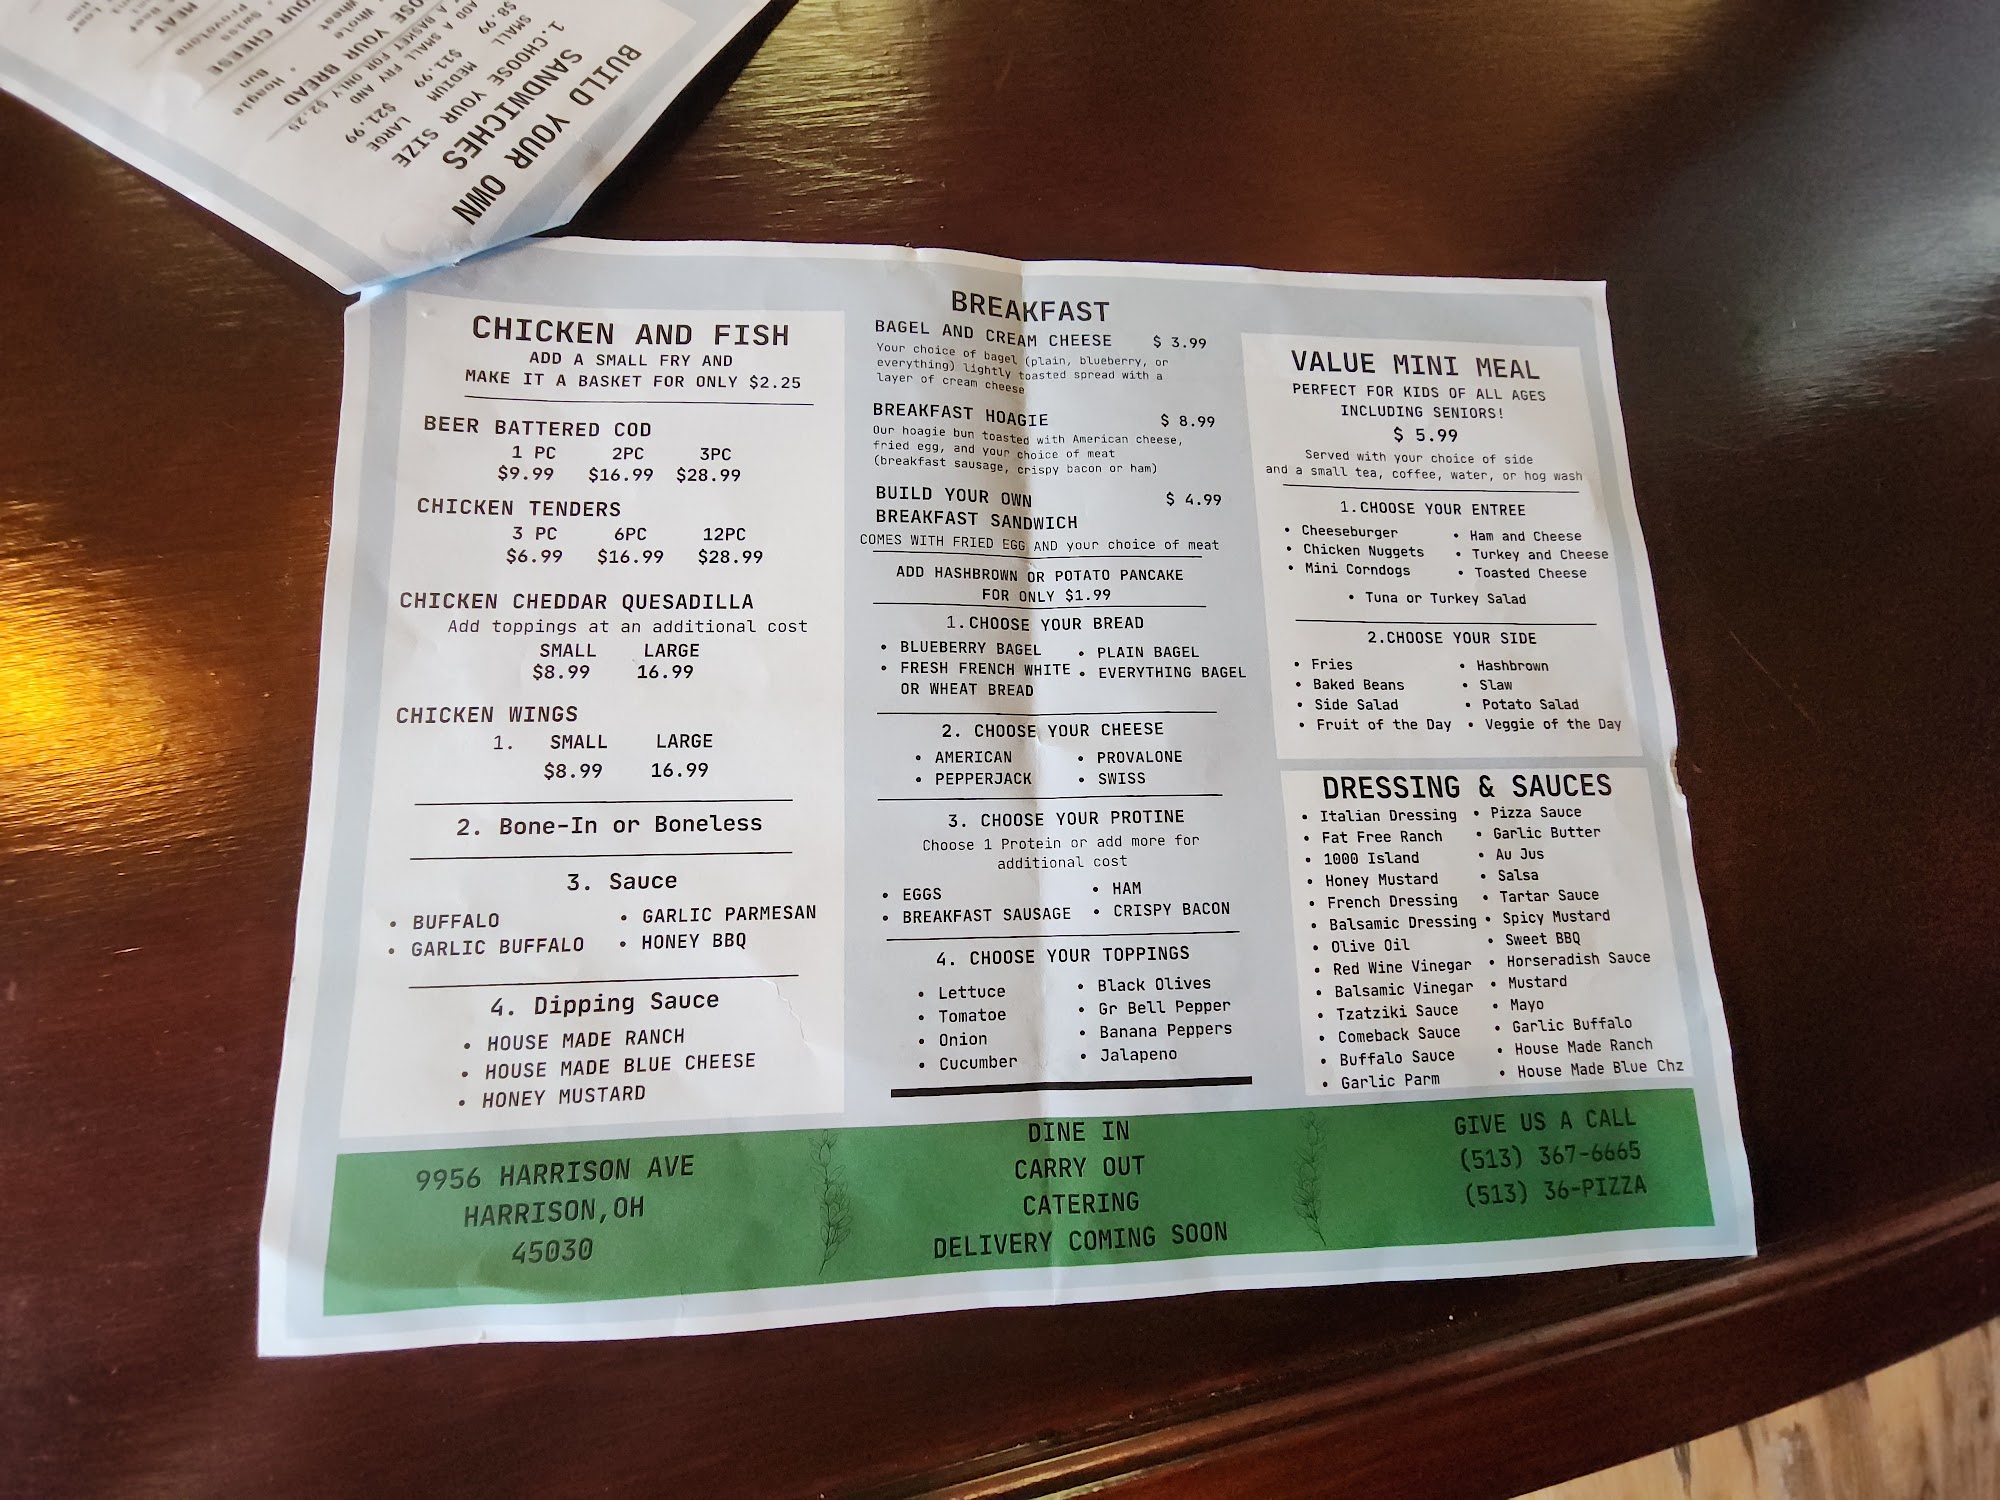 BUILD YOUR OWN
SANDWICHES
1.CHOOSE YOUR SIZE
SMALL MEDIUM LARGE
$8.99 $11.99 $21.99
ADD A SMALL FRY AND
A BASKET FOR ONLY $2.25
YOUR BREAD
Whole
Wheat
• Hoagie
Bun
YOUR CHEESE
• Swiss
Provolone
MEAT
CHICKEN AND FISH
ADD A SMALL FRY AND
MAKE IT A BASKET FOR ONLY $2.25
BEER BATTERED COD
1 PC 2PC 3PC
$9.99 $16.99 $28.99
CHICKEN TENDERS
3 PC 6PC 12PC
$6.99 $16.99 $28.99
CHICKEN CHEDDAR QUESADILLA
Add toppings at an additional cost
SMALL LARGE
$8.99 16.99
CHICKEN WINGS
1. SMALL LARGE
$8.99 16.99
2. Bone-In or Boneless
3. Sauce
• BUFFALO • GARLIC PARMESAN
• GARLIC BUFFALO • HONEY BBQ
4. Dipping Sauce
• HOUSE MADE RANCH
• HOUSE MADE BLUE CHEESE
• HONEY MUSTARD
BREAKFAST
BAGEL AND CREAM CHEESE $ 3.99
Your choice of bagel (plain, blueberry, or
everything) lightly toasted spread with a
layer of cream cheese
BREAKFAST HOAGIE $ 8.99
Our hoagie bun toasted with American cheese,
fried egg, and your choice of meat
(breakfast sausage, crispy bacon or ham)
BUILD YOUR OWN $ 4.99
BREAKFAST SANDWICH
COMES WITH FRIED EGG AND your choice of meat
ADD HASHBROWN OR POTATO PANCAKE
FOR ONLY $1.99
1.CHOOSE YOUR BREAD
• BLUEBERRY BAGEL • PLAIN BAGEL
• FRESH FRENCH WHITE • EVERYTHING BAGEL
OR WHEAT BREAD
2. CHOOSE YOUR CHEESE
• AMERICAN • PROVALONE
• PEPPERJACK • SWISS
3. CHOOSE YOUR PROTINE
Choose 1 Protein or add more for
additional cost
• EGGS • HAM
• BREAKFAST SAUSAGE • CRISPY BACON
4. CHOOSE YOUR TOPPINGS
• Lettuce • Black Olives
• Tomatoe • Gr Bell Pepper
• Onion • Banana Peppers
• Cucumber • Jalapeno
VALUE MINI MEAL
PERFECT FOR KIDS OF ALL AGES
INCLUDING SENIORS!
$ 5.99
Served with your choice of side
and a small tea, coffee, water, or hog wash
1.CHOOSE YOUR ENTREE
• Cheeseburger • Ham and Cheese
• Chicken Nuggets • Turkey and Cheese
• Mini Corndogs • Toasted Cheese
• Tuna or Turkey Salad
2.CHOOSE YOUR SIDE
• Fries • Hashbrown
• Baked Beans • Slaw
• Side Salad • Potato Salad
• Fruit of the Day • Veggie of the Day
DRESSING & SAUCES
• Italian Dressing • Pizza Sauce
• Fat Free Ranch • Garlic Butter
• 1000 Island • Au Jus
• Honey Mustard • Salsa
• French Dressing • Tartar Sauce
• Balsamic Dressing • Spicy Mustard
• Olive Oil • Sweet BBQ
• Red Wine Vinegar • Horseradish Sauce
• Balsamic Vinegar • Mustard
• Tzatziki Sauce • Mayo
• Comeback Sauce • Garlic Buffalo
• Buffalo Sauce • House Made Ranch
• Garlic Parm • House Made Blue Chz
9956 HARRISON AVE
HARRISON,OH
45030
DINE IN
CARRY OUT
CATERING
DELIVERY COMING SOON
GIVE US A CALL
(513) 367-6665
(513) 36-PIZZA